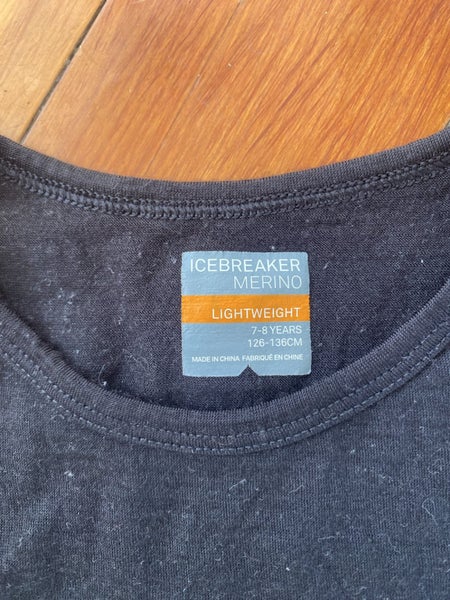 ICEBREAKER
MERINO
LIGHTWEIGHT
7-8 YEARS
126-136CM
MADE IN CHINA FABRIQUÉ EN CHINE